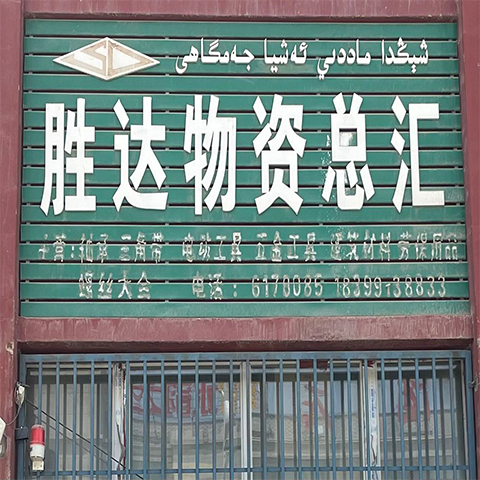 شېڭدا ماددىي ئەشيا جەمگاھى
胜达物资总汇
主营:轴承 三角带 电动工具 五金工具 建筑材料 劳保用品
螺丝大全 电话:6170085 18399